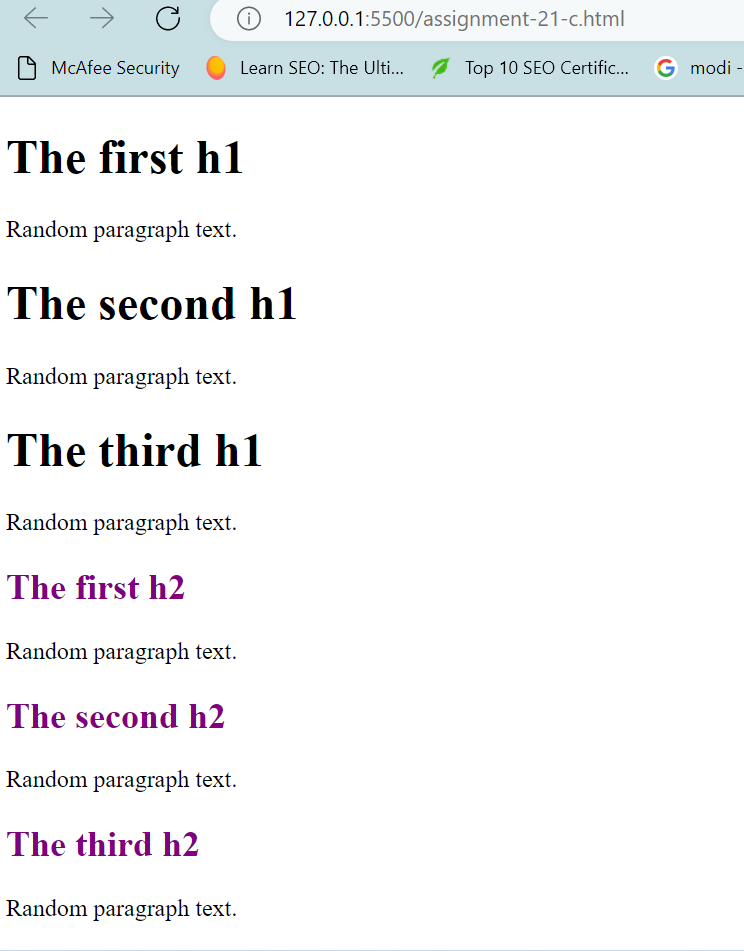 127.0.0.1:5500/assignment-21-c.html
McAfee Security Learn SEO: The Ulti... Top 10 SEO Certific... modi -
The first h1
Random paragraph text.
The second h1
Random paragraph text.
The third h1
Random paragraph text.
The first h2
Random paragraph text.
The second h2
Random paragraph text.
The third h2
Random paragraph text.